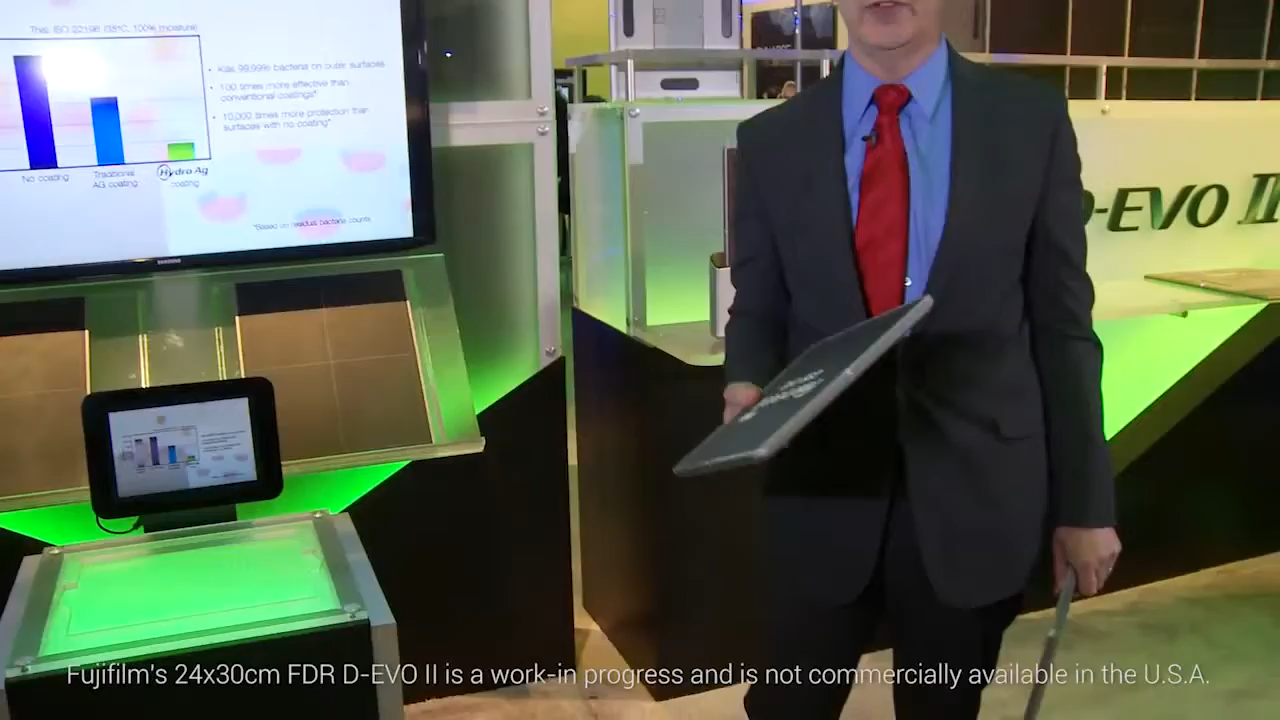 This ISO 22196 (35°C, 100% moisture)
• Kills 99.99% bacteria on outer surfaces
• 100 times more effective than
conventional coatings*
• 10,000 times more protection than
surfaces with no coating*
No coating
Traditional
AG coating
Hydro Ag
coating
*Based on residual bacteria counts
SAMSUNG
D-EVO II
Fujifilm's 24x30cm FDR D-EVO II is a work-in progress and is not commercially available in the U.S.A.